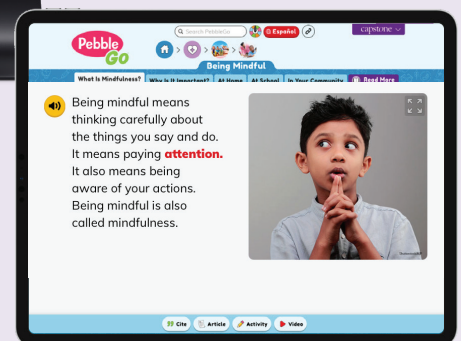 Search PebbleGo
Español
capstone
Pebble
Go
Being Mindful
What Is Mindfulness? Why Is It Important? At Home At School In Your Community Read More
Being mindful means
thinking carefully about
the things you say and do.
It means paying attention.
It also means being
aware of your actions.
Being mindful is also
called mindfulness.
Cite Article Activity Video